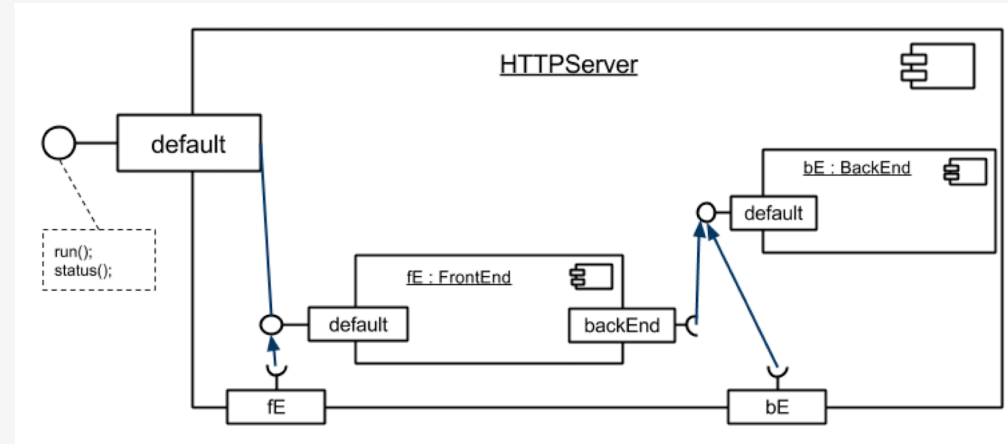 HTTPServer
default
bE : BackEnd
default
run();
status();
fE : FrontEnd
default
backEnd
fE
bE